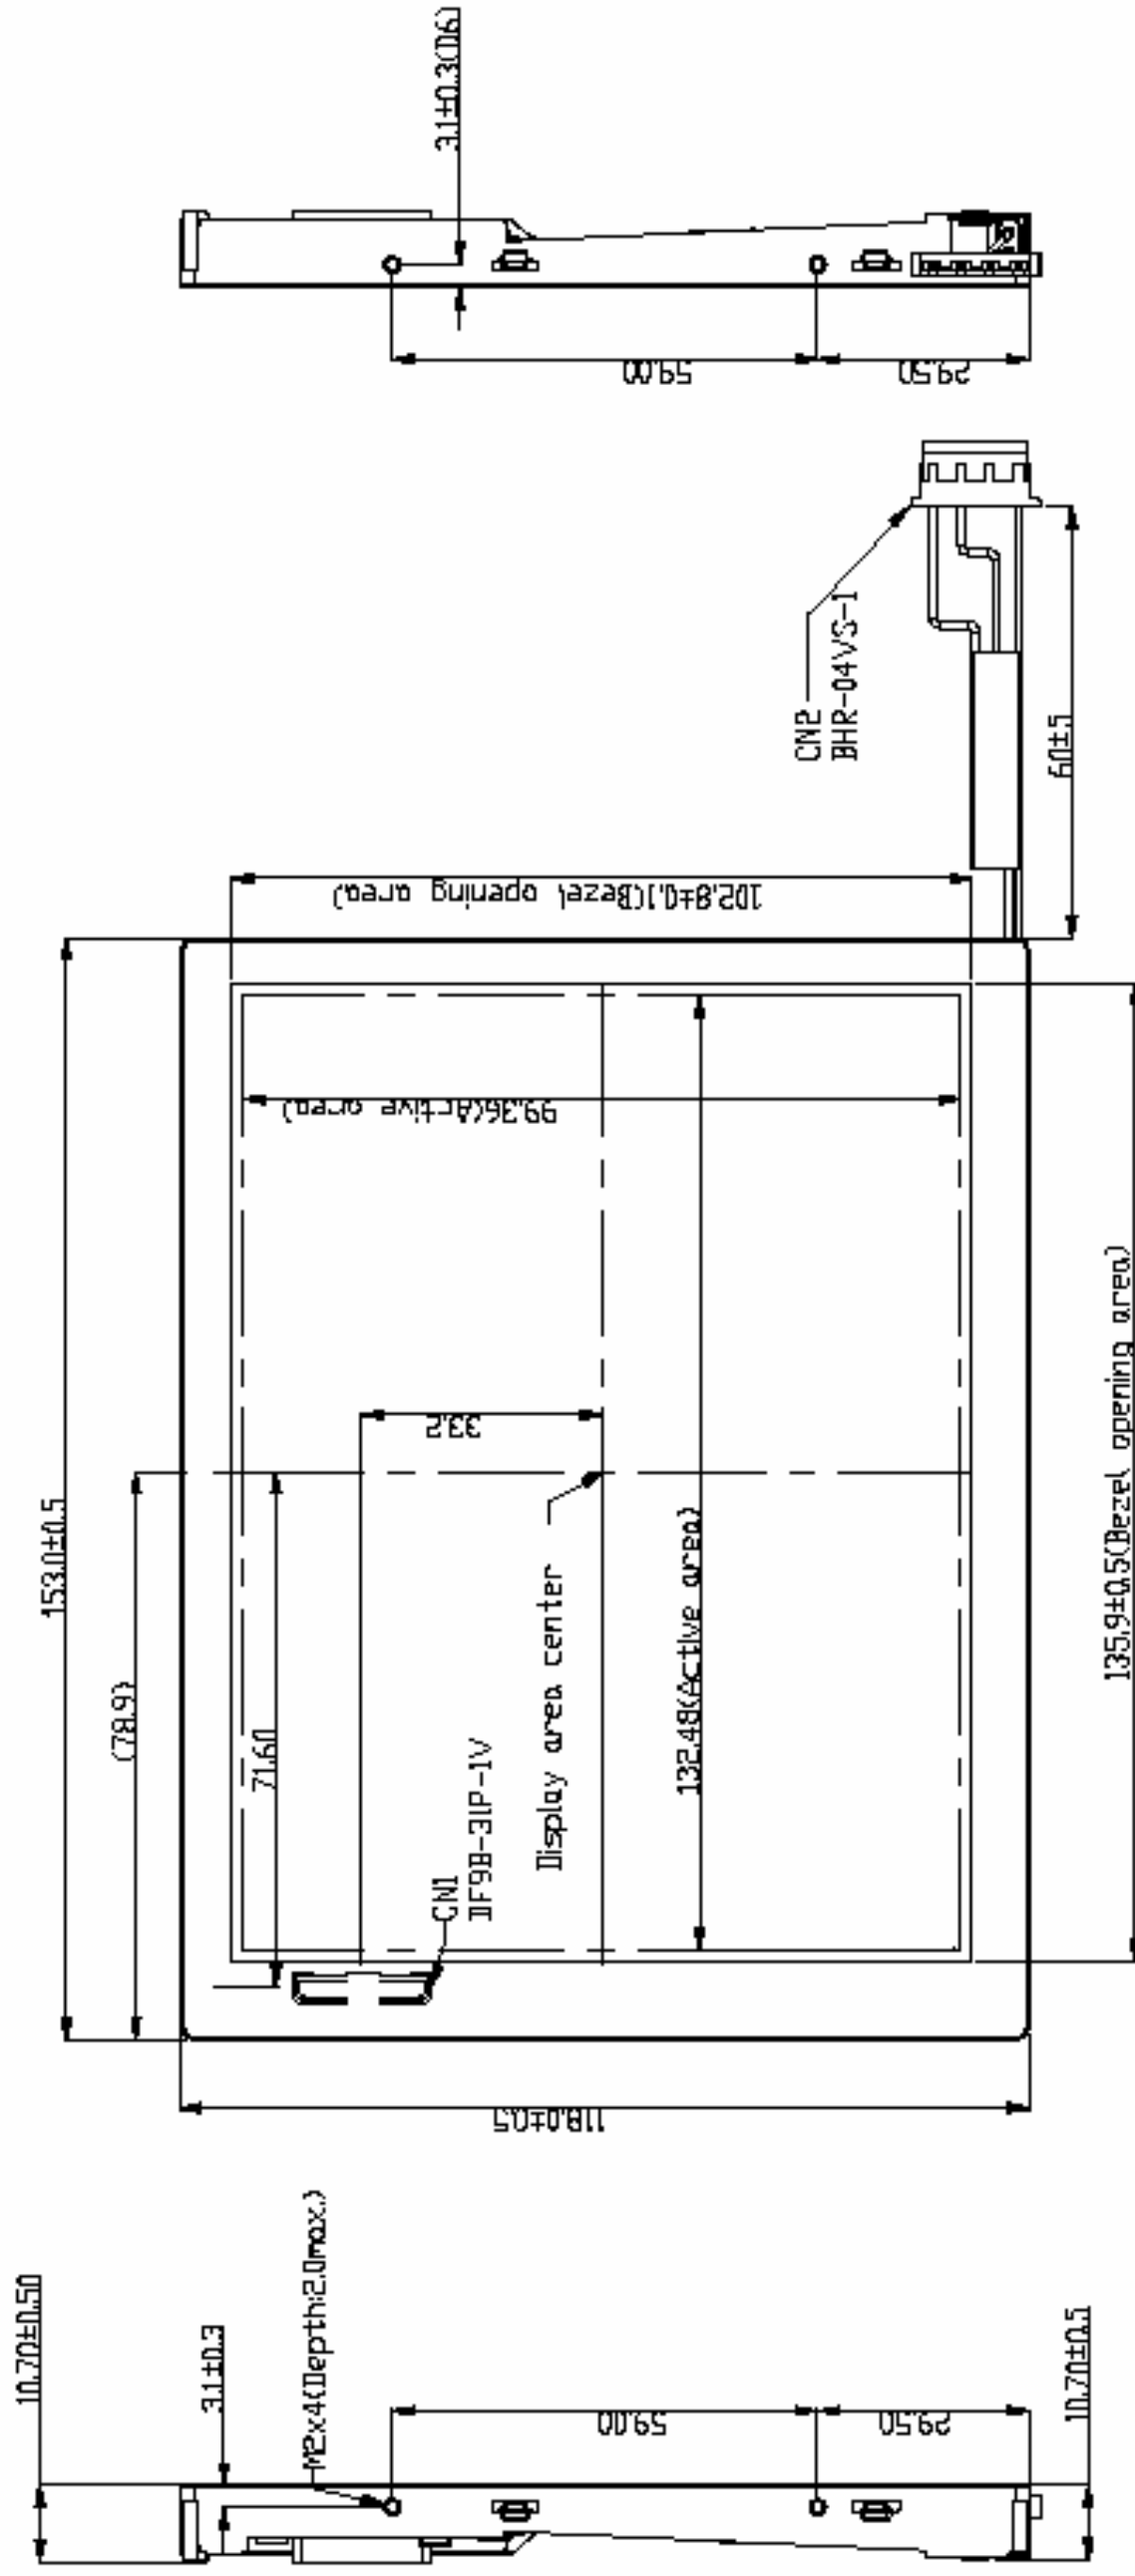 3.1±0.3(D6)
59.00
29.50
CN2
BHR-04VS-1
60±5
102.8±0.1(Bezel opening area)
153.0±0.5
(78.9)
71.60
99.36(Active area)
33.2
Display area center
132.48(Active area)
CN1
DF9B-31P-1V
135.9±0.5(Bezel opening area)
118.0±0.5
10.70±0.50
3.1±0.3
M2x4(Depth:2.0max.)
59.00
29.50
10.70±0.5